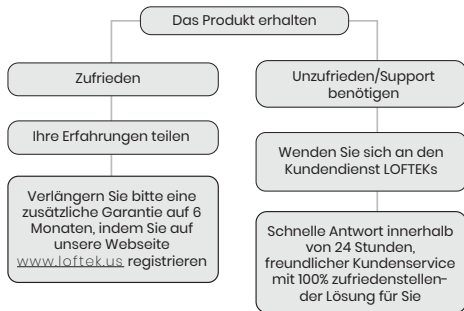 Das Produkt erhalten
Zufrieden
Ihre Erfahrungen teilen
Verlängern Sie bitte eine
zusätzliche Garantie auf 6
Monaten, indem Sie auf
unsere Webseite
www.loftek.us registrieren
Unzufrieden/Support
benötigen
Wenden Sie sich an den
Kundendienst LOFTEKs
Schnelle Antwort innerhalb
von 24 Stunden,
freundlicher Kundenservice
mit 100% zufriedenstellen-
der Lösung für Sie